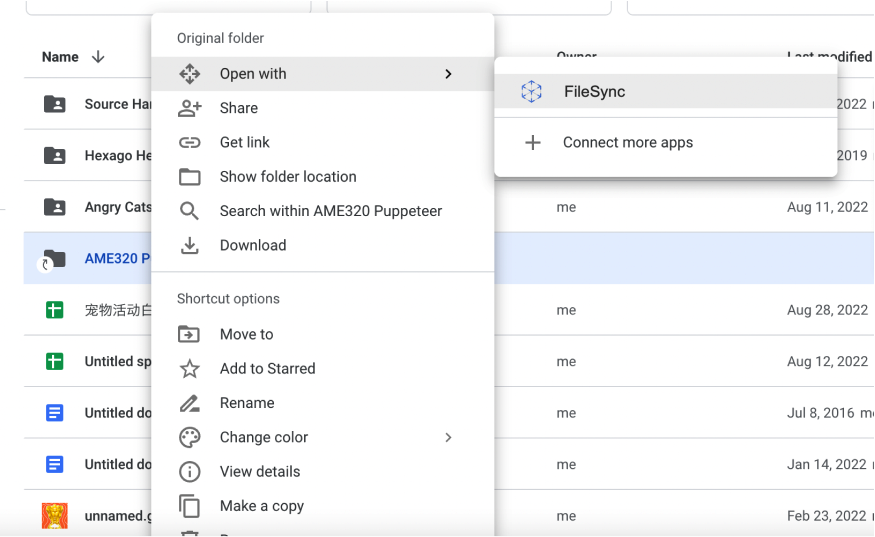 Original folder
Name
Owner
Last modified
Open with
FileSync
Source Ha
2022
Share
Connect more apps
Get link
Hexago He
2019
Show folder location
Angry Cats
me
Aug 11, 2022
Search within AME320 Puppeteer
Download
AME320 P
Shortcut options
宠物活动白
me
Aug 28, 2022
Move to
Untitled sp
me
Aug 12, 2022
Add to Starred
Rename
Untitled do
me
Jul 8, 2016 me
Change color
Untitled do
me
Jan 14, 2022
View details
Make a copy
unnamed.g
me
Feb 23, 2022